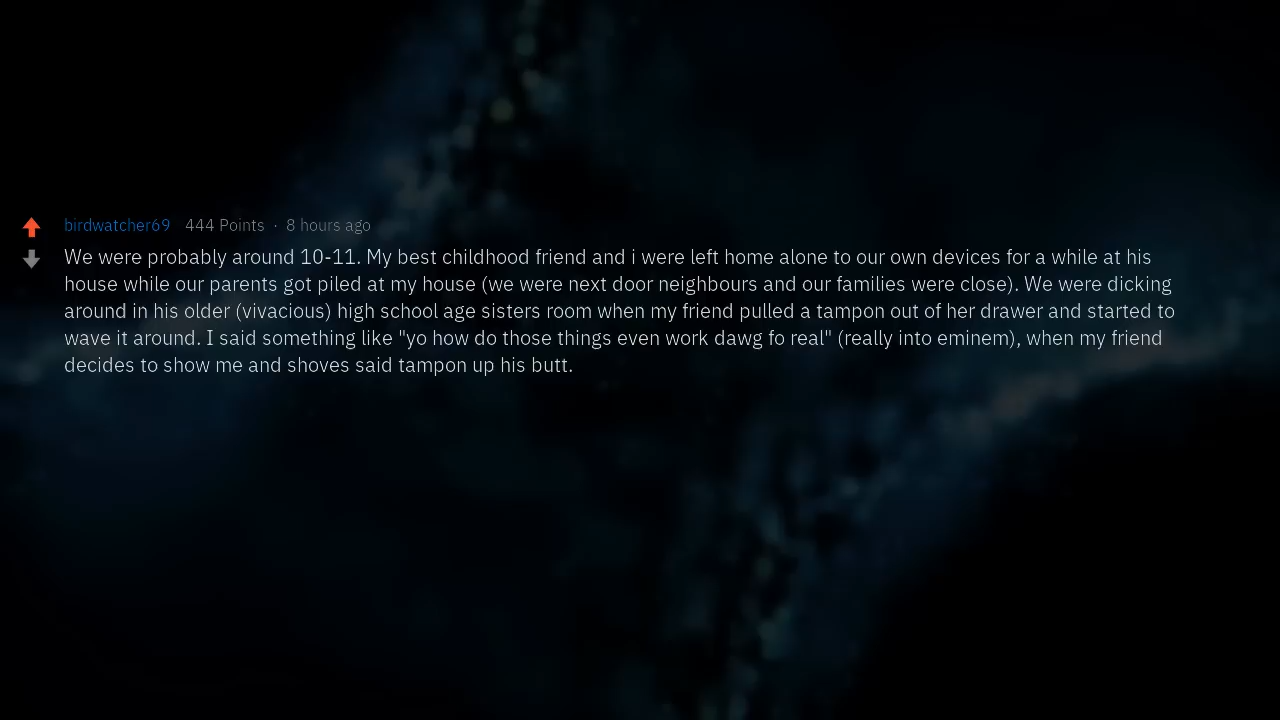 birdwatcher69 444 Points · 8 hours ago
We were probably around 10-11. My best childhood friend and i were left home alone to our own devices for a while at his
house while our parents got piled at my house (we were next door neighbours and our families were close). We were dicking
around in his older (vivacious) high school age sisters room when my friend pulled a tampon out of her drawer and started to
wave it around. I said something like "yo how do those things even work dawg fo real" (really into eminem), when my friend
decides to show me and shoves said tampon up his butt.